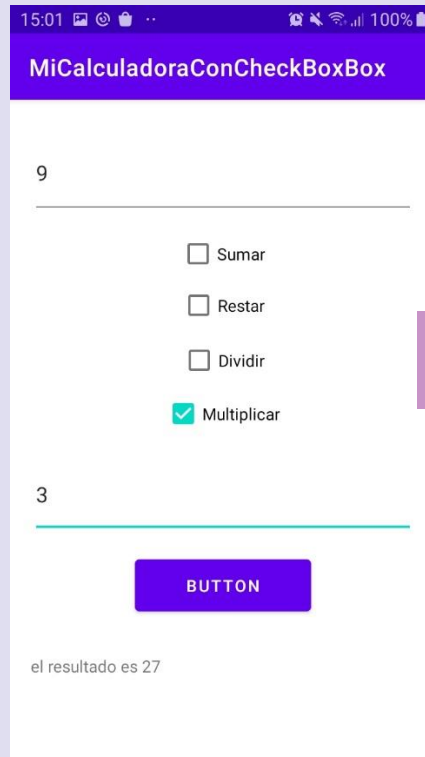 15:01 100%
MiCalculadoraConCheckBoxBox
9
Sumar
Restar
Dividir
Multiplicar
3
BUTTON
el resultado es 27